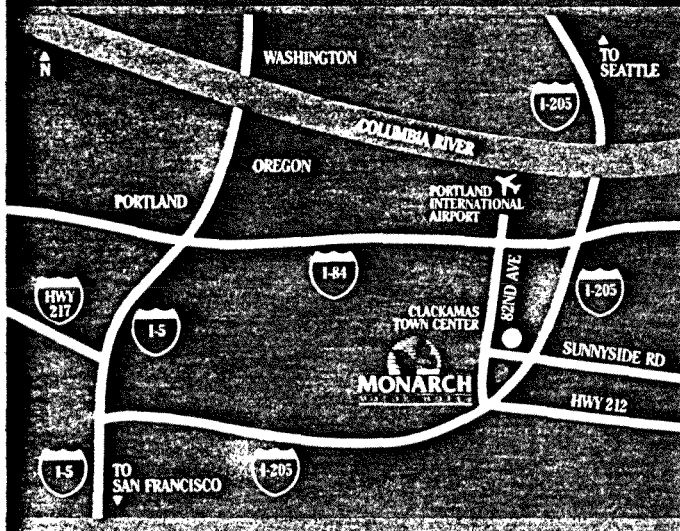 N
WASHINGTON
TO
SEATTLE
I-205
COLUMBIA RIVER
OREGON
PORTLAND
INTERNATIONAL
AIRPORT
PORTLAND
I-84
HWY
217
I-5
82ND AVE
I-205
CLACKAMAS
TOWN CENTER
SUNNYSIDE RD
MONARCH
HWY 212
I-5
TO
SAN FRANCISCO
I-205